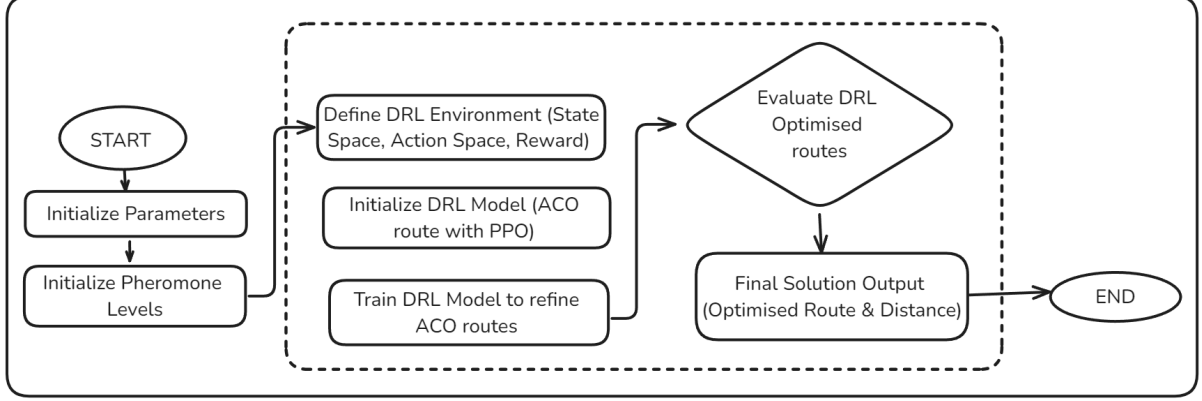 START
Initialize Parameters
Initialize Pheromone
Levels
Define DRL Environment (State
Space, Action Space, Reward)
Initialize DRL Model (ACO
route with PPO)
Train DRL Model to refine
ACO routes
Evaluate DRL
Optimised
routes
Final Solution Output
(Optimised Route & Distance)
END